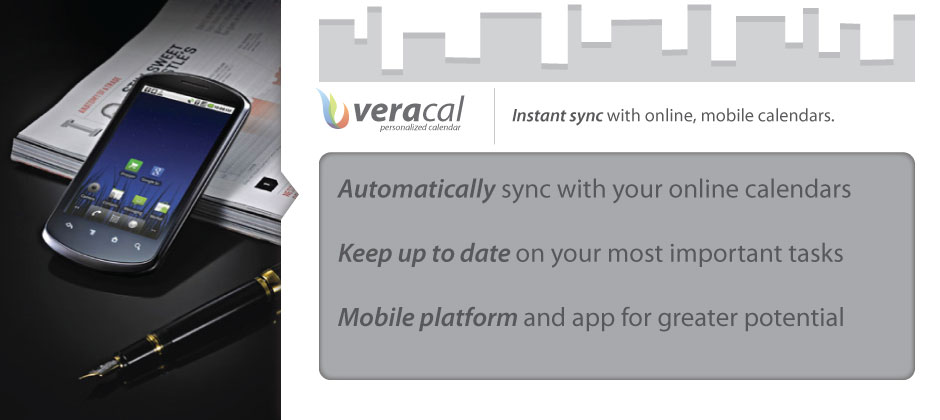 veracal
personalized calendar
Instant sync with online, mobile calendars.
Automatically sync with your online calendars
Keep up to date on your most important tasks
Mobile platform and app for greater potential